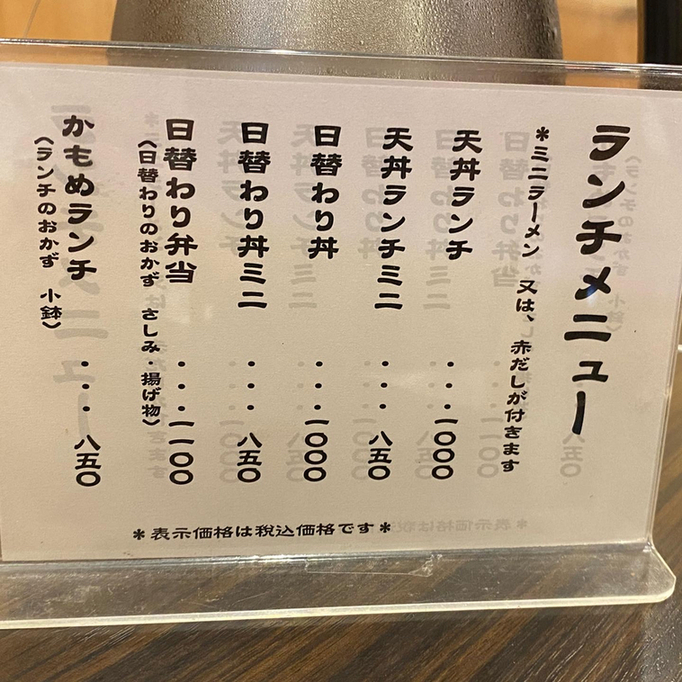 ランチメニュー
*ミニラーメン 又は、赤だしが付きます
天丼ランチ ・・・一〇〇〇
天丼ランチミニ ・・・八五〇
日替わり丼 ・・・一〇〇〇
日替わり丼ミニ ・・・八五〇
日替わり弁当 ・・・一一〇〇
(日替わりのおかず さしみ・揚げ物)
かもめランチ ・・・八五〇
(ランチのおかず 小鉢)
*表示価格は税込価格です*